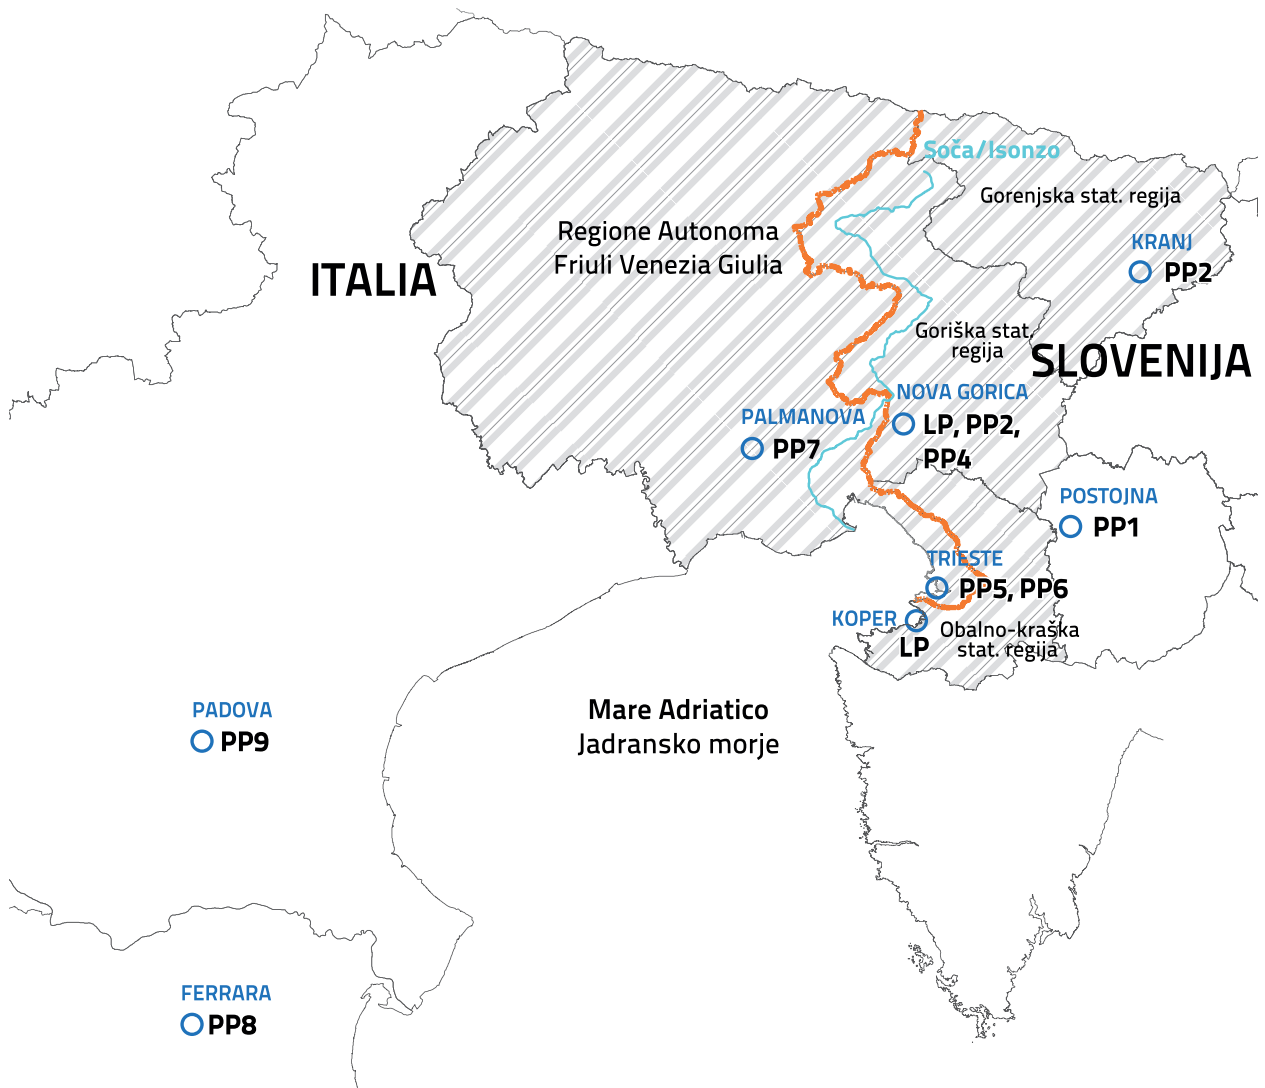 Soča/Isonzo
Gorenjska stat. regija
Regione Autonoma
Friuli Venezia Giulia
KRANJ
PP2
ITALIA
Goriška stat.
regija
SLOVENIJA
NOVA GORICA
LP, PP2,
PP4
PALMANOVA
PP7
POSTOJNA
PP1
TRIESTE
PP5, PP6
KOPER
LP
Obalno-kraška
stat. regija
PADOVA
PP9
Mare Adriatico
Jadransko morje
FERRARA
PP8